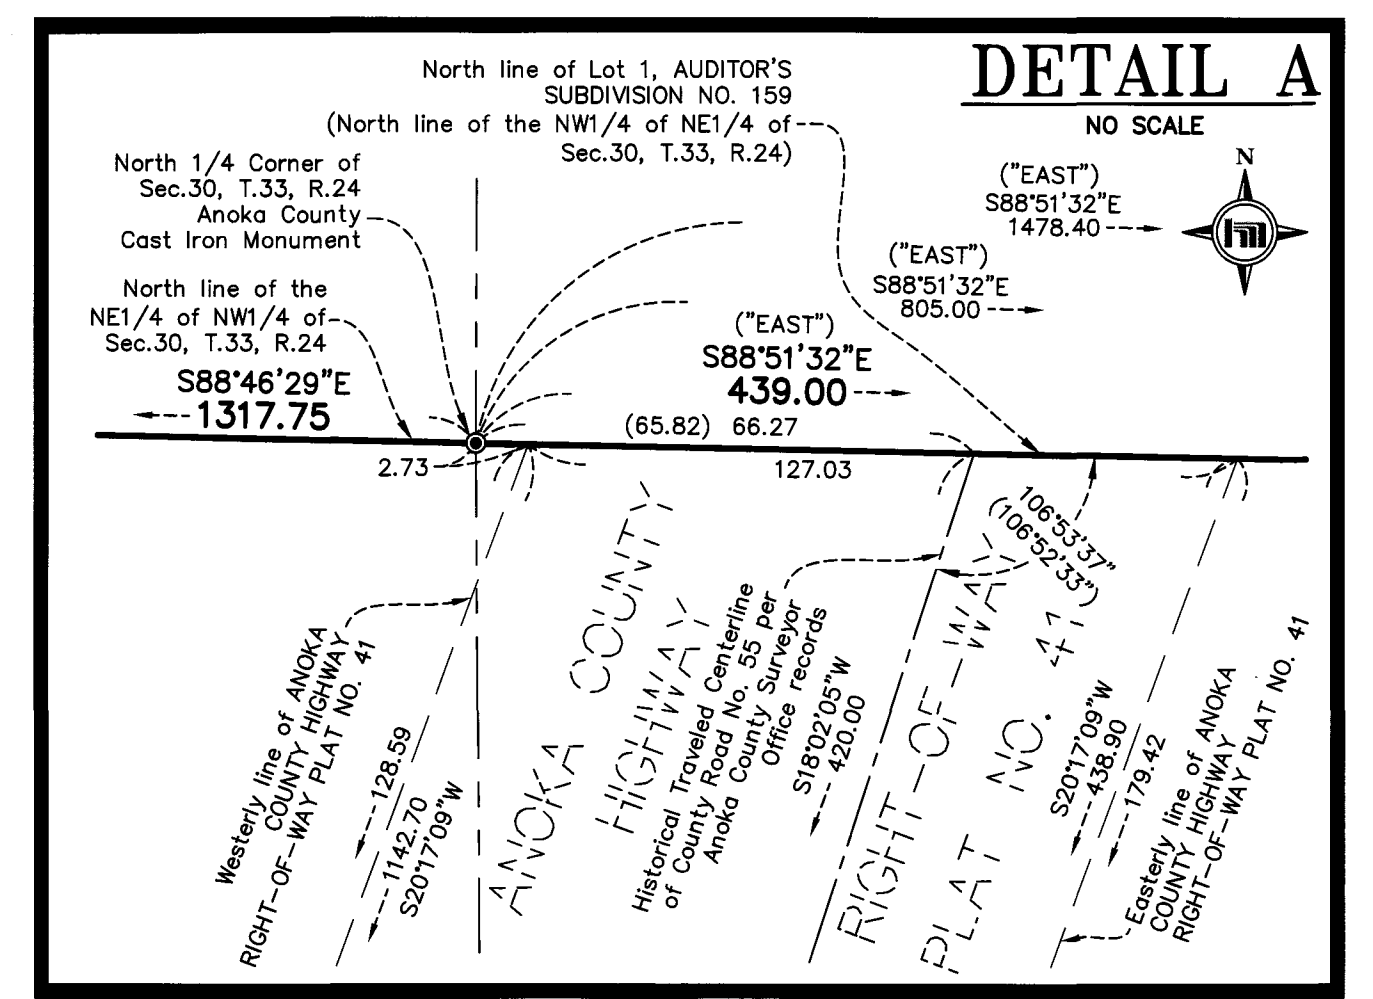 DETAIL A
NO SCALE
North line of Lot 1, AUDITOR'S
SUBDIVISION NO. 159
(North line of the NW1/4 of NE1/4 of
Sec.30, T.33, R.24)
North 1/4 Corner of
Sec.30, T.33, R.24
Anoka County
Cast Iron Monument
N
("EAST")
S88°51'32"E
1478.40
("EAST")
S88°51'32"E
805.00
North line of the
NE1/4 of NW1/4 of
Sec.30, T.33, R.24
("EAST")
S88°51'32"E
439.00
S88°46'29"E
1317.75
(65.82) 66.27
2.73
127.03
106°53'37"
(106°52'33")
Westerly line of ANOKA
COUNTY HIGHWAY
RIGHT-OF-WAY PLAT NO. 41
128.59
1142.70
S20°17'09"W
ANOKA COUNTY
HIGHWAY
Historical Traveled Centerline
of County Road No. 55 per
Anoka County Surveyor
Office records
S18°02'05"W
420.00
RIGHT-OF-WAY
PLAT NO. 41
S20°17'09"W
438.90
179.42
Easterly line of ANOKA
COUNTY HIGHWAY
RIGHT-OF-WAY PLAT NO. 41